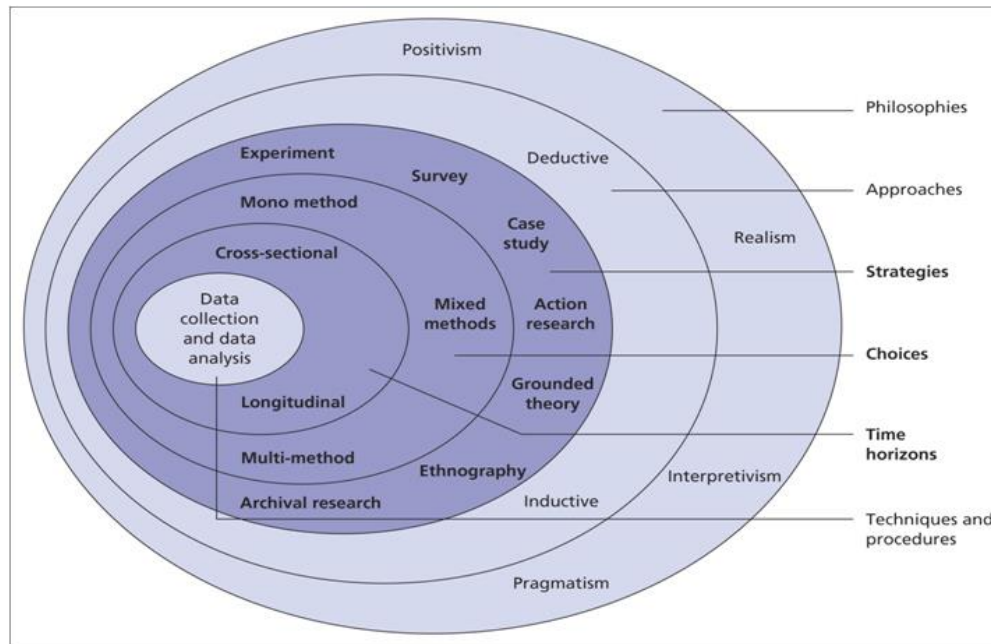 Positivism
Philosophies
Deductive
Experiment
Survey
Approaches
Mono method
Case
study
Realism
Cross-sectional
Strategies
Data
collection
and data
analysis
Mixed
methods
Action
research
Choices
Grounded
theory
Longitudinal
Time
horizons
Multi-method
Ethnography
Interpretivism
Archival research
Inductive
Techniques and
procedures
Pragmatism